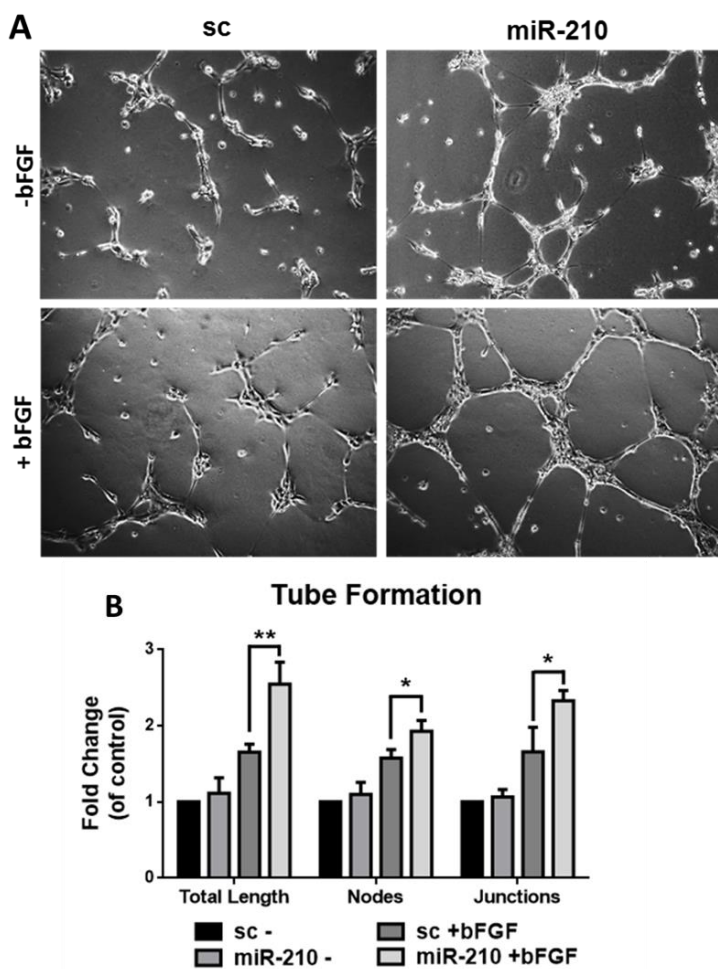 A
sc
miR-210
-bFGF
+ bFGF
B
Tube Formation
**
*
*
Fold Change
(of control)
3
2
1
0
Total Length
Nodes
Junctions
sc -
sc +bFGF
miR-210 -
miR-210 +bFGF